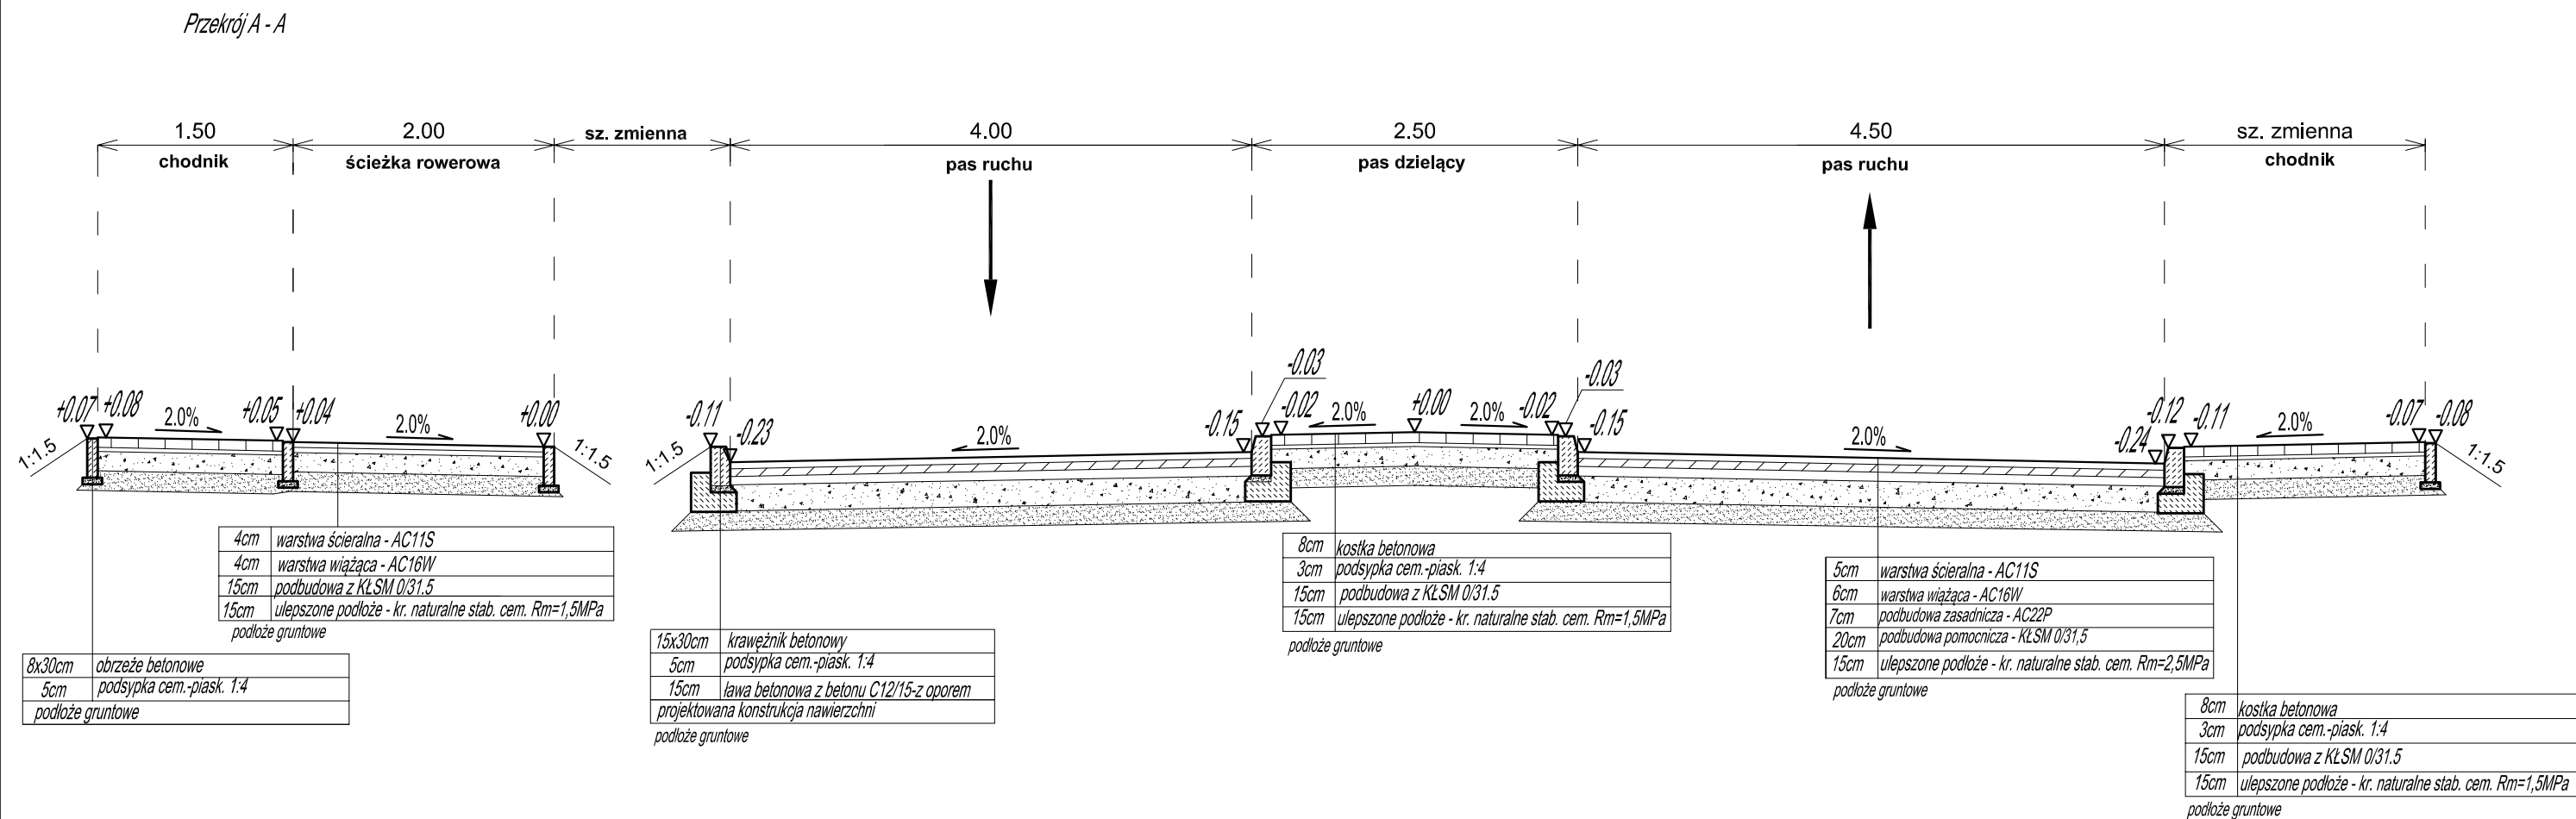 Przekrój A - A
1.50 2.00 sz. zmienna 4.00 2.50 4.50 sz. zmienna
chodnik ścieżka rowerowa pas ruchu pas dzielący pas ruchu chodnik
-0.03 -0.03
+0.07 +0.08 2.0% +0.05 +0.04 2.0% +0.00 -0.11 -0.23 2.0% -0.15 -0.02 2.0% +0.00 2.0% -0.02 -0.15 2.0% -0.24 -0.12 -0.11 2.0% -0.07 -0.08
1:1.5 1:1.5 1:1.5 1:1.5
4cm warstwa ścieralna - AC11S
4cm warstwa wiążąca - AC16W
15cm podbudowa z KŁSM 0/31.5
15cm ulepszone podłoże - kr. naturalne stab. cem. Rm=1,5MPa
podłoże gruntowe
8x30cm obrzeże betonowe
5cm podsypka cem.-piask. 1:4
podłoże gruntowe
15x30cm krawężnik betonowy
5cm podsypka cem.-piask. 1:4
15cm ława betonowa z betonu C12/15-z oporem
projektowana konstrukcja nawierzchni
podłoże gruntowe
8cm kostka betonowa
3cm podsypka cem.-piask. 1:4
15cm podbudowa z KŁSM 0/31.5
15cm ulepszone podłoże - kr. naturalne stab. cem. Rm=1,5MPa
podłoże gruntowe
5cm warstwa ścieralna - AC11S
6cm warstwa wiążąca - AC16W
7cm podbudowa zasadnicza - AC22P
20cm podbudowa pomocnicza - KŁSM 0/31,5
15cm ulepszone podłoże - kr. naturalne stab. cem. Rm=2,5MPa
podłoże gruntowe
8cm kostka betonowa
3cm podsypka cem.-piask. 1:4
15cm podbudowa z KŁSM 0/31.5
15cm ulepszone podłoże - kr. naturalne stab. cem. Rm=1,5MPa
podłoże gruntowe